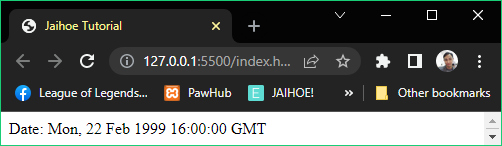 Jaihoe Tutorial
127.0.0.1:5500/index.h...
League of Legends... PawHub JAIHOE! » Other bookmarks
Date: Mon, 22 Feb 1999 16:00:00 GMT